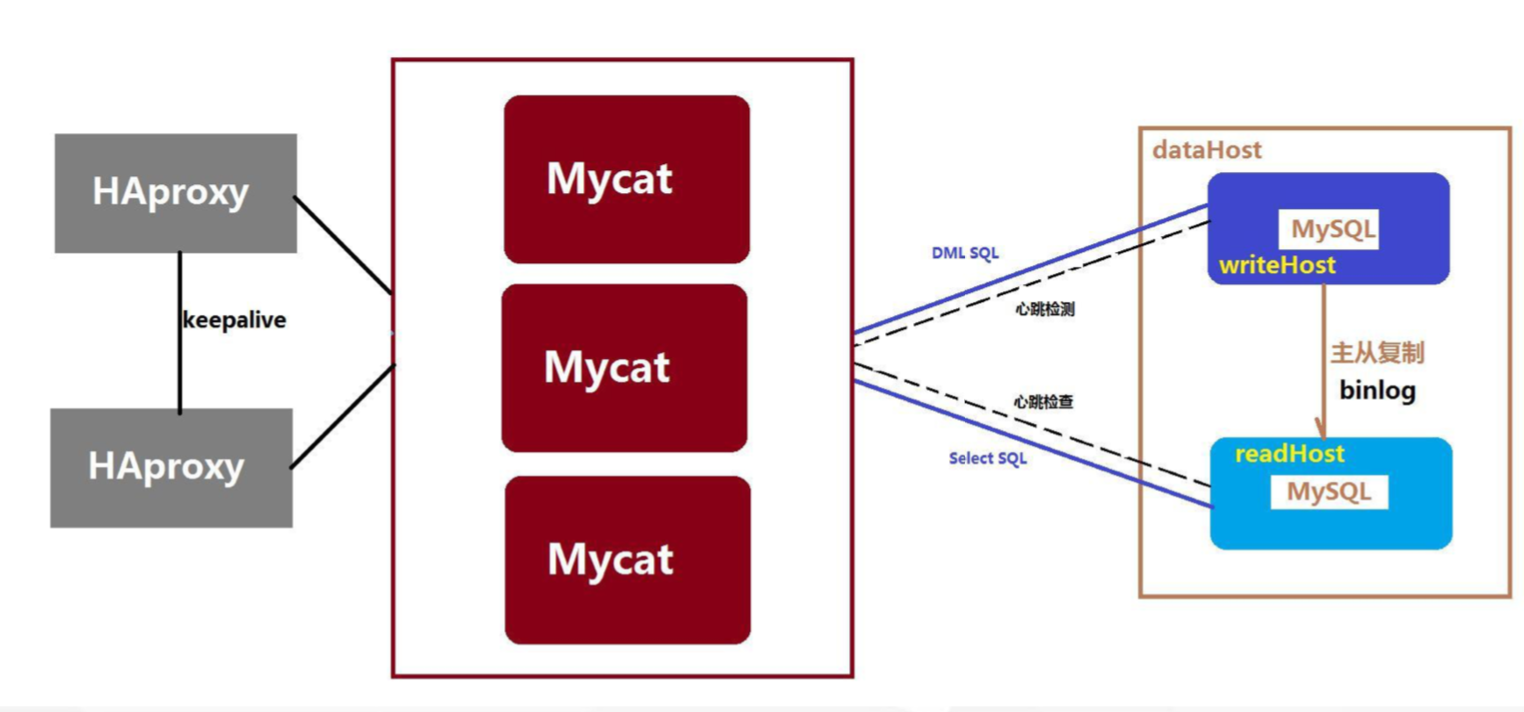 HAproxy
keepalive
HAproxy
Mycat
Mycat
Mycat
DML SQL
心跳检测
心跳检查
Select SQL
dataHost
MySQL
writeHost
主从复制
binlog
readHost
MySQL